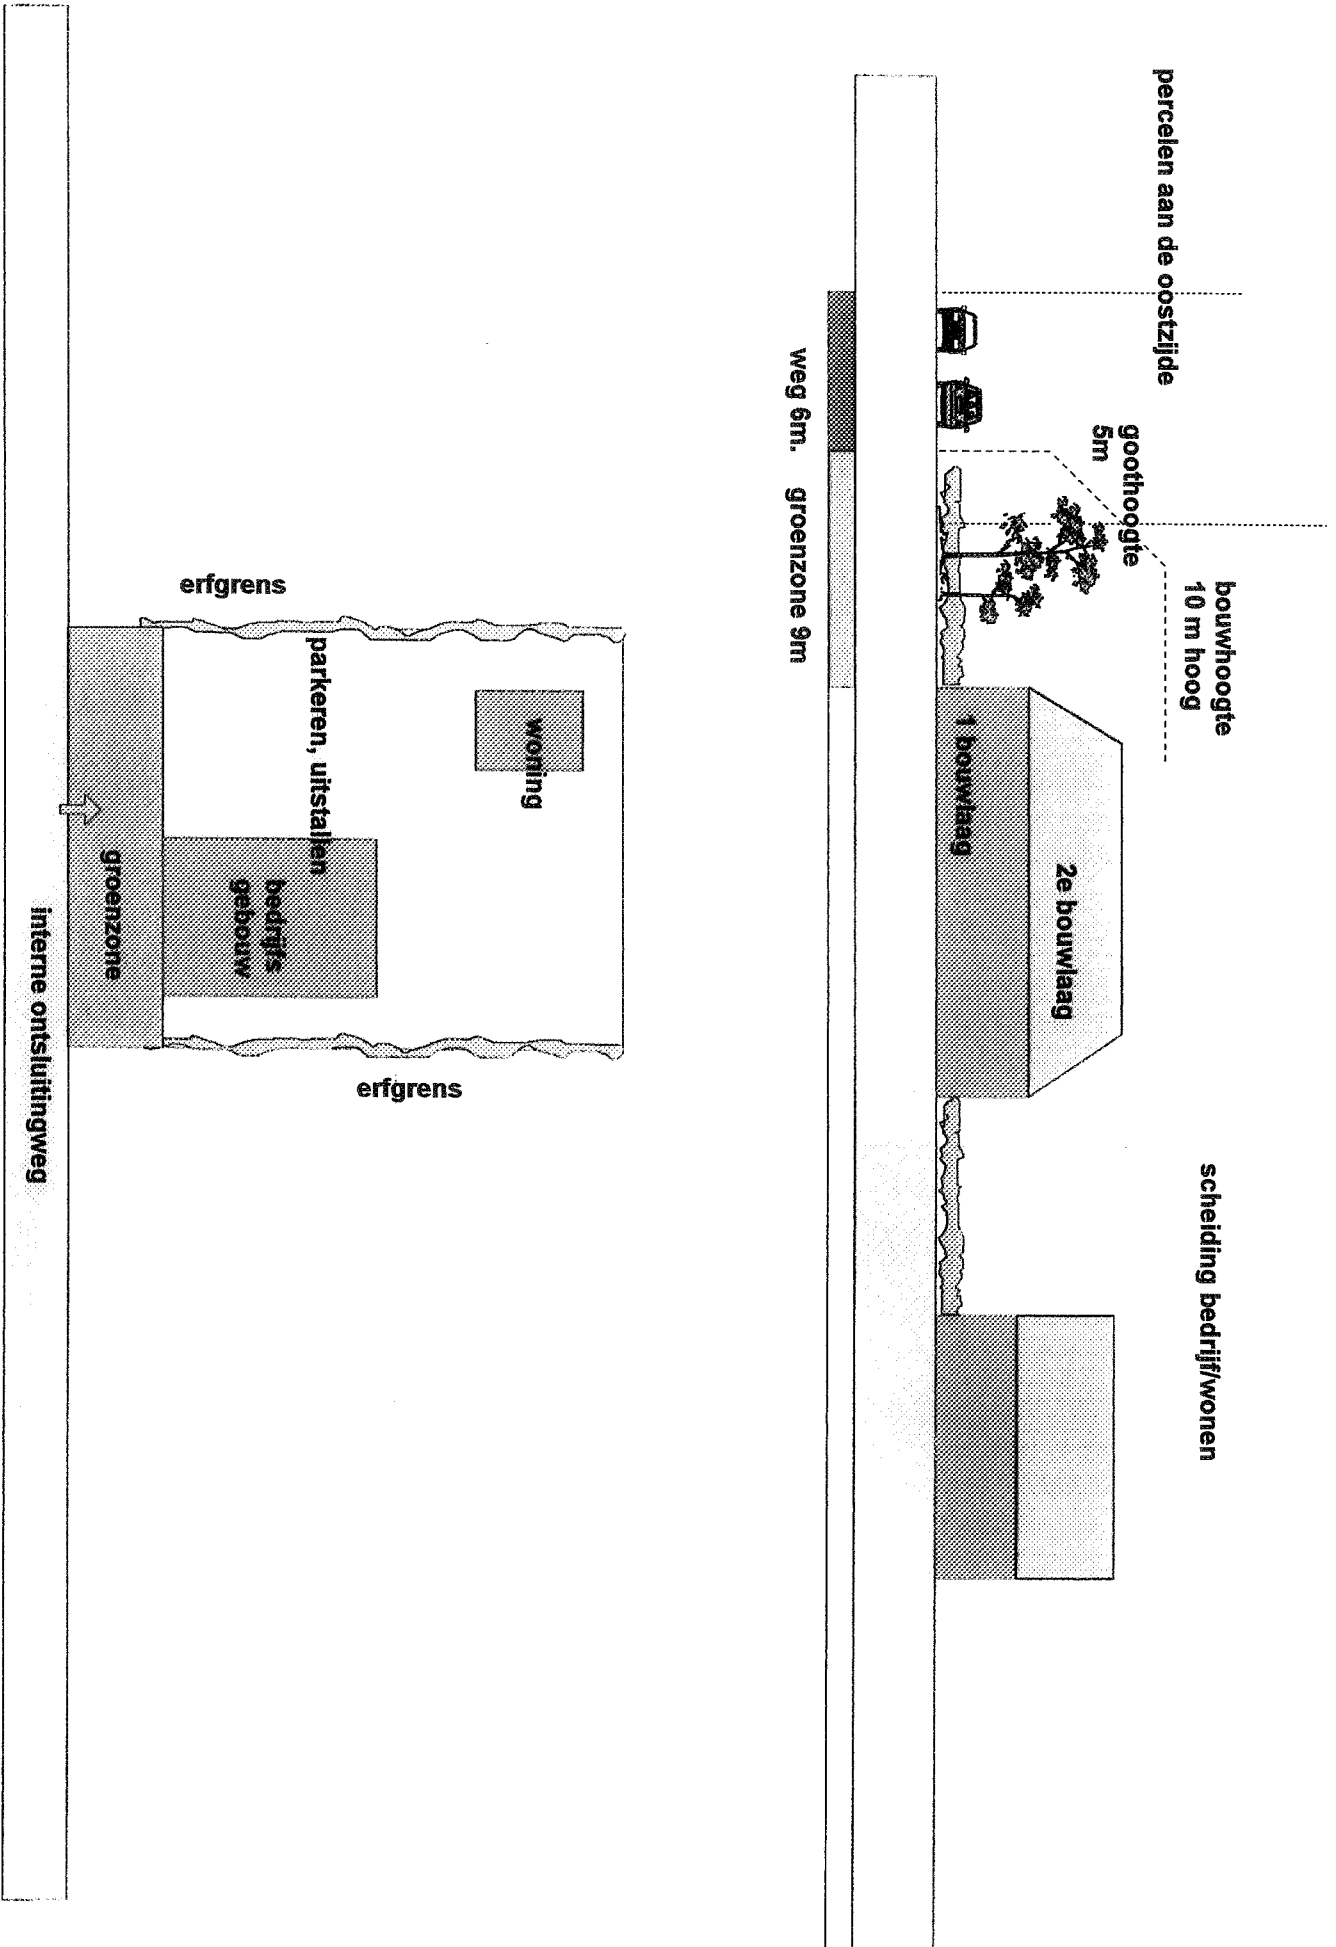 percelen aan de oostzijde
bouwhoogte
10 m hoog
goothoogte
5m
scheiding bedrijf/wonen
2e bouwlaag
1 bouwlaag
weg 6m.
groenzone 9m
erfgrens
woning
parkeren, uitstallen
bedrijfs
gebouw
groenzone
erfgrens
interne ontsluitingweg